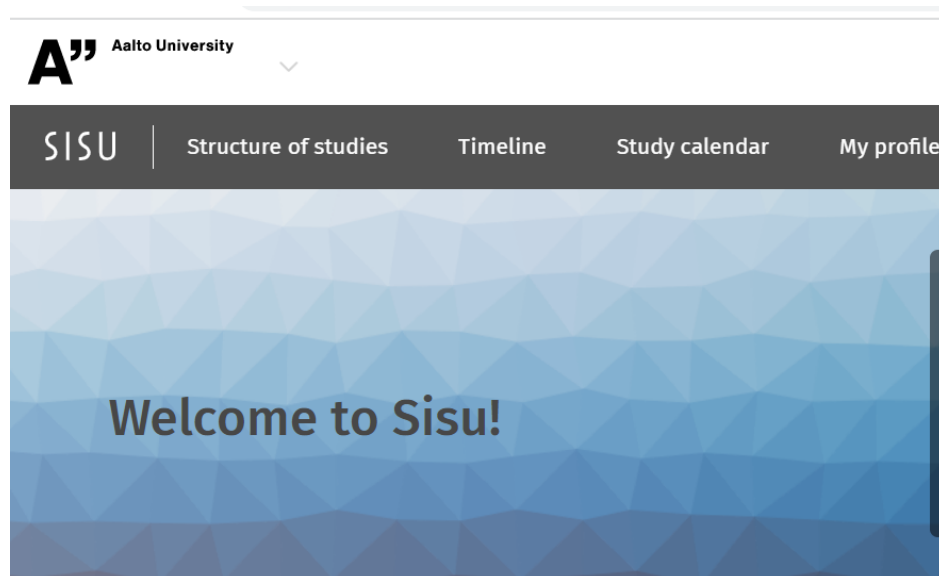 A” Aalto University
SISU Structure of studies Timeline Study calendar My profile
Welcome to Sisu!